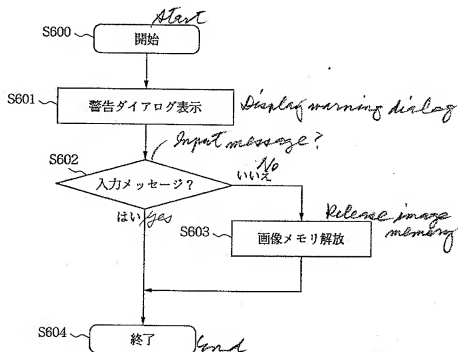 Start
S600
開始
S601
警告ダイアログ表示
Display warning dialog
Input message?
S602
入力メッセージ？
No
いいえ
はい
yes
Release image
memory
S603
画像メモリ解放
S604
終了
End